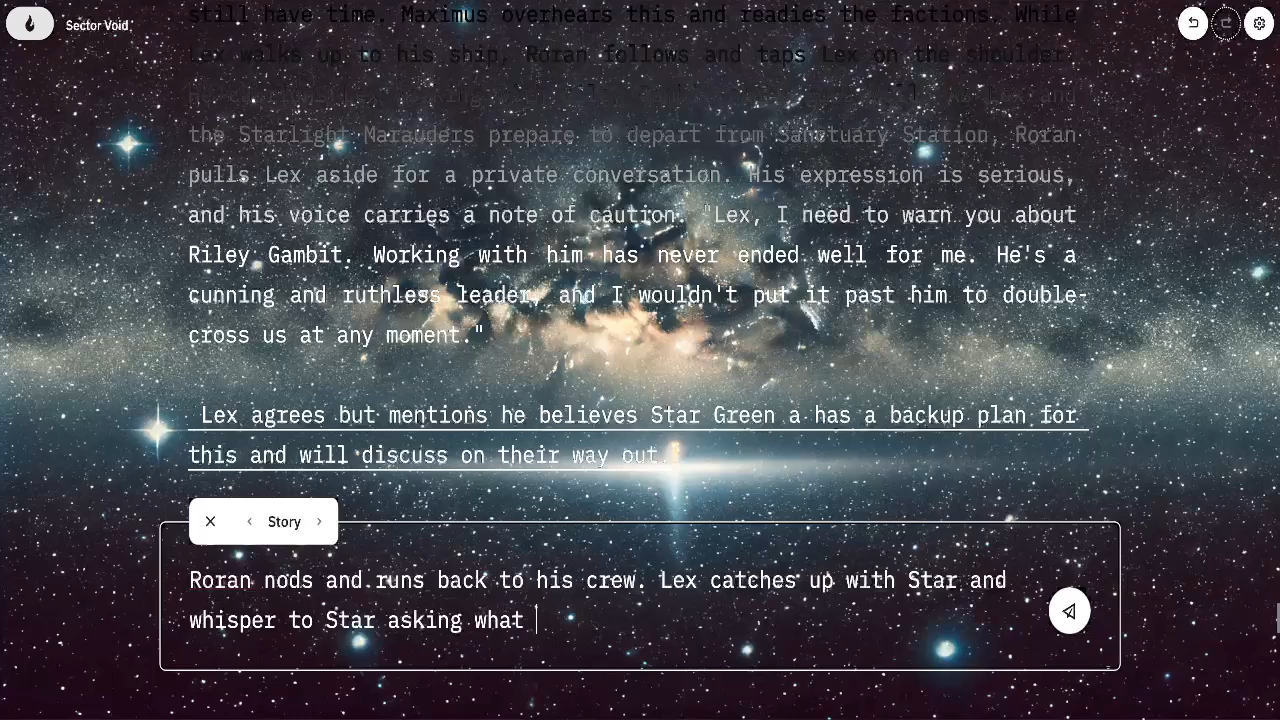 still have time. Maximus overhears this and readies the factions. While
Sector Void
Lex walks up to his ship, Roran follows and taps Lex on the shoulder.
and
the Starlight Marauders prepare to depart from Sanctuary Station, Roran
pulls Lex aside for a private conversation. His expression is serious,
and his voice carries a note of caution. "Lex, I need to warn you about
Riley Gambit. Working with him has never ended well for me. He's a
cunning and ruthless leader, and I wouldn't put it past him to double-
cross us at any moment."
Lex agrees but mentions he believes Star Green a has a backup plan for
this and will discuss on their way out.
Story
Roran nods and runs back to his crew. Lex catches up with Star and
whisper to Star asking what